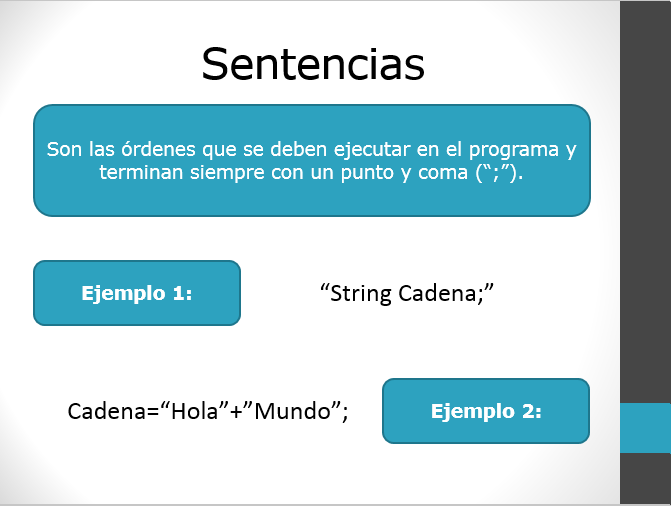 Sentencias
Son las órdenes que se deben ejecutar en el programa y
terminan siempre con un punto y coma (“;”).
Ejemplo 1:
“String Cadena;”
Cadena=“Hola”+”Mundo”;
Ejemplo 2: